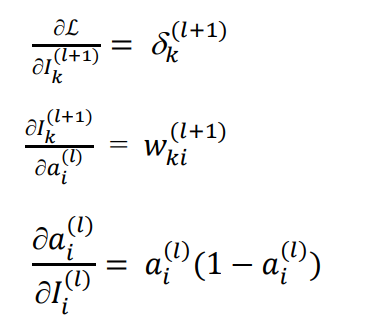 ∂ℒ/∂I_k^(l+1) = δ_k^(l+1)
∂I_k^(l+1)/∂a_i^(l) = w_ki^(l+1)
∂a_i^(l)/∂I_i^(l) = a_i^(l)(1 − a_i^(l))